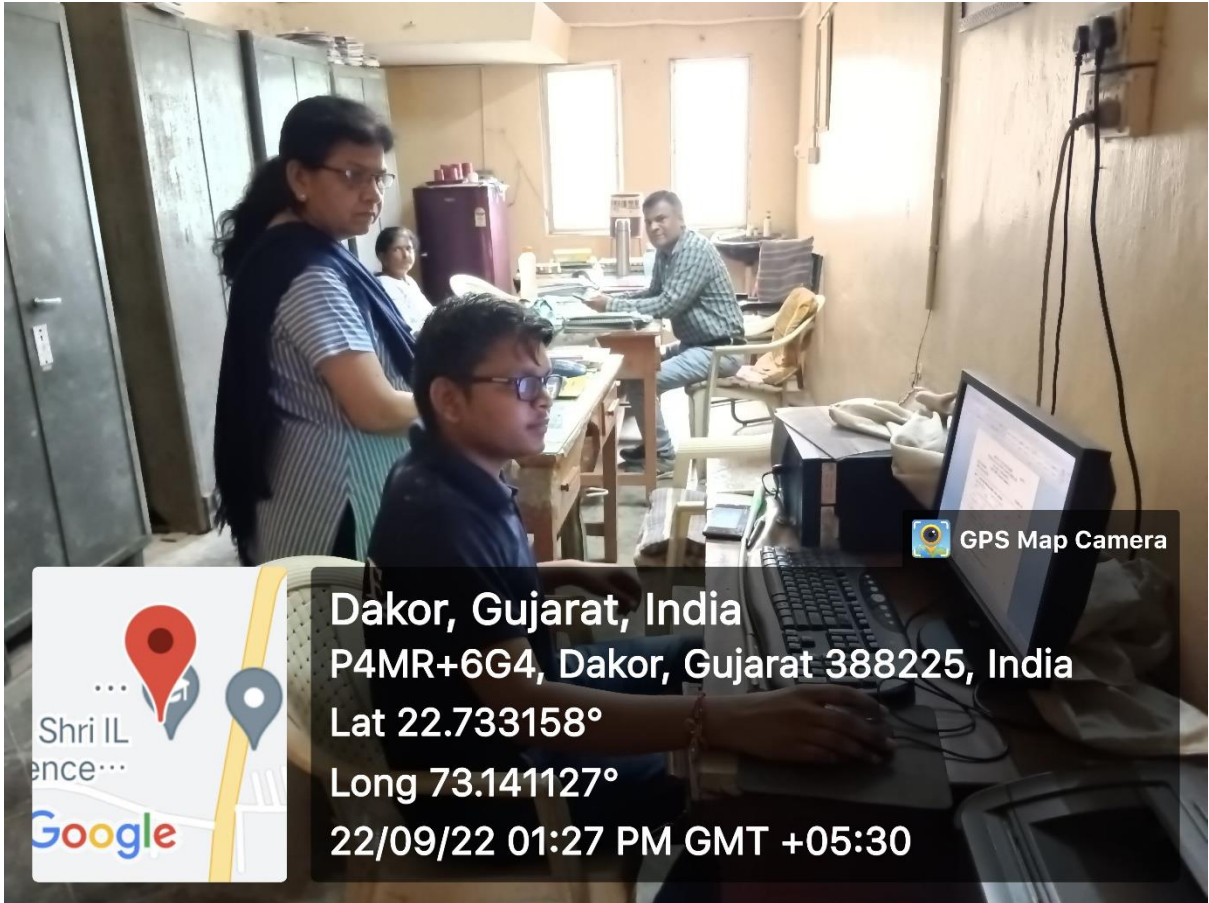 GPS Map Camera
Dakor, Gujarat, India
P4MR+6G4, Dakor, Gujarat 388225, India
Lat 22.733158°
Long 73.141127°
22/09/22 01:27 PM GMT +05:30
Shri IL
ence...
Google